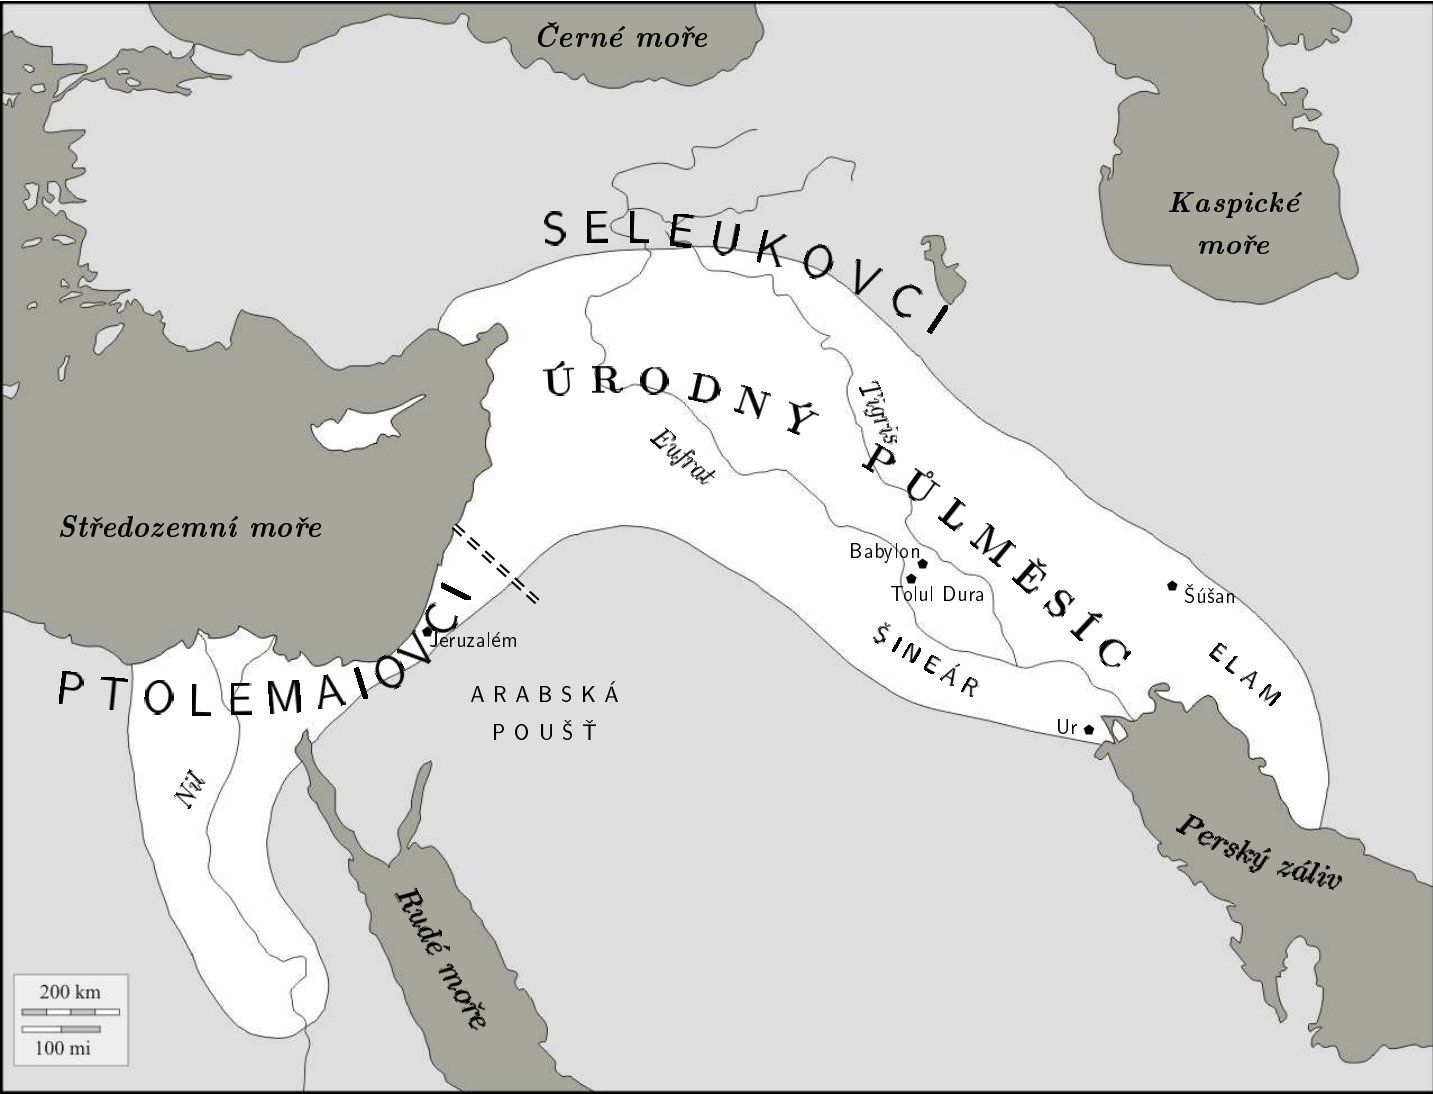 Černé moře
Kaspické
moře
SELEUKOVCI
ÚRODNÝ PŮLMĚSÍC
Tigris
Eufrat
Středozemní moře
Babylon
Tolul Dura
Šúšan
ŠINEÁR
ELAM
Jeruzalém
PTOLEMAIOVCI
ARABSKÁ
POUŠŤ
Ur
Nil
Perský záliv
Rudé moře
200 km
100 mi